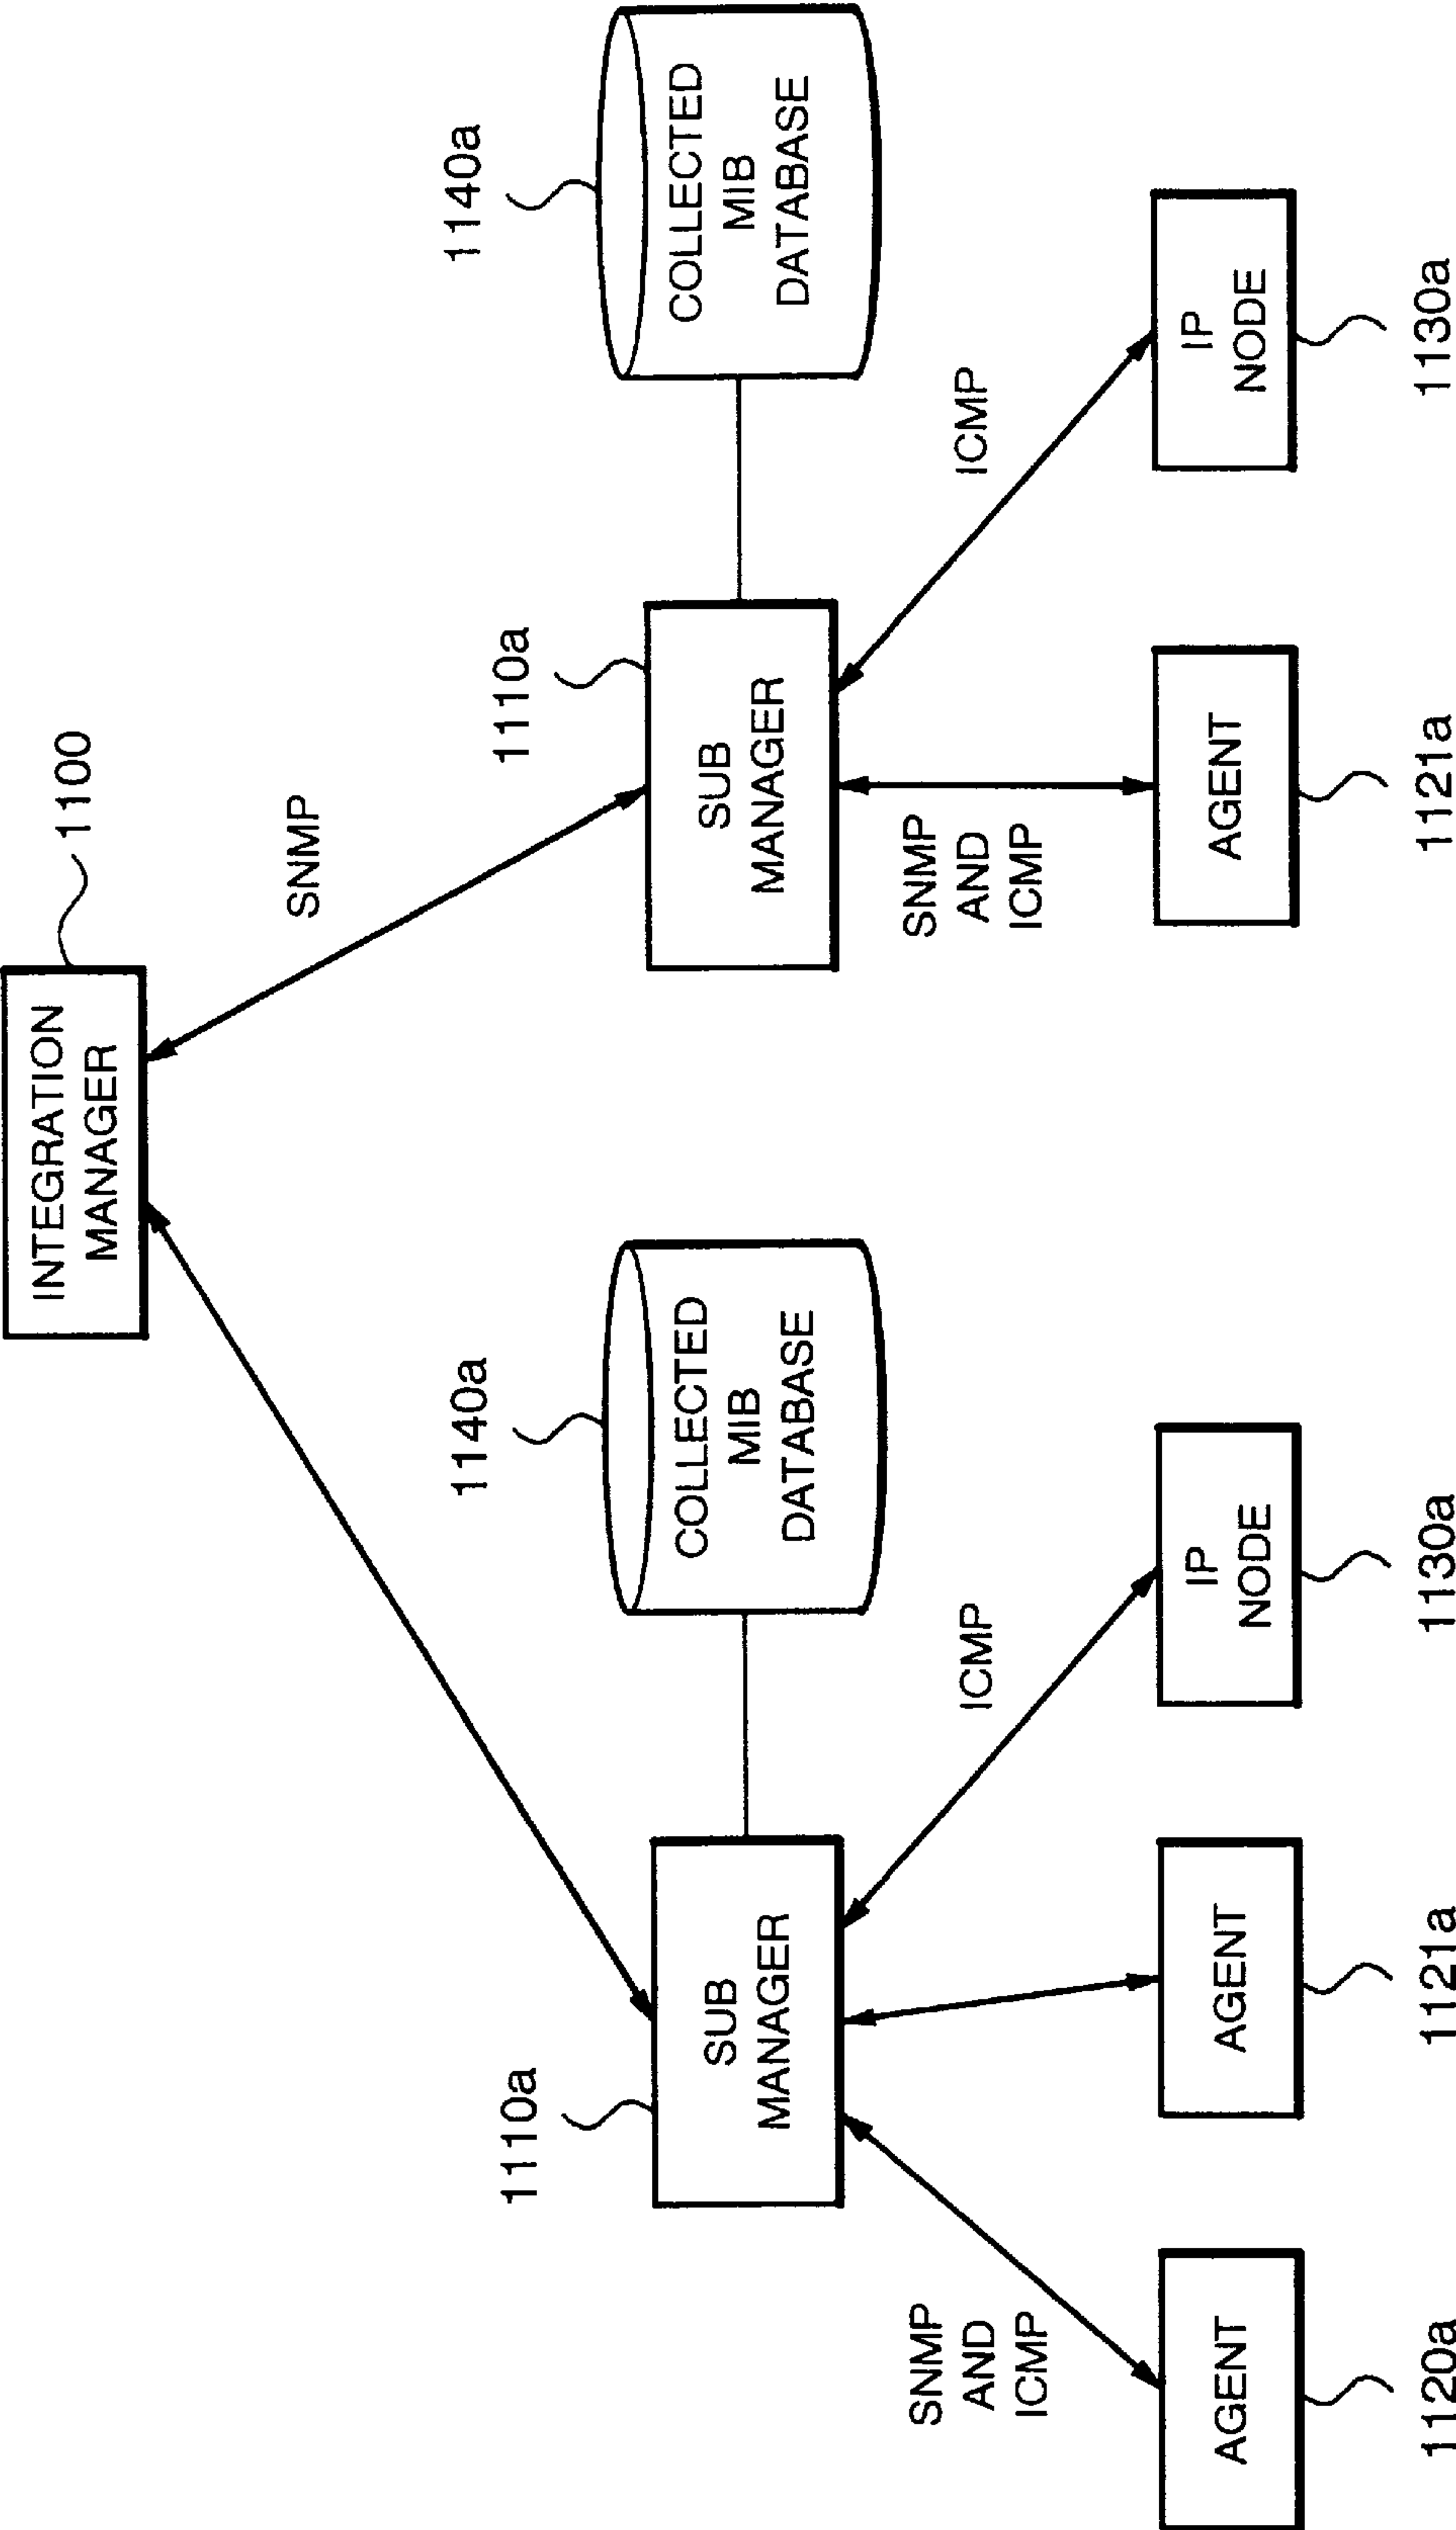 INTEGRATION
MANAGER
1100
SNMP
1110a
SUB
MANAGER
1140a
COLLECTED
MIB
DATABASE
1110a
SUB
MANAGER
1140a
COLLECTED
MIB
DATABASE
SNMP
AND
ICMP
ICMP
SNMP
AND
ICMP
ICMP
AGENT
1120a
AGENT
1121a
IP
NODE
1130a
AGENT
1121a
IP
NODE
1130a